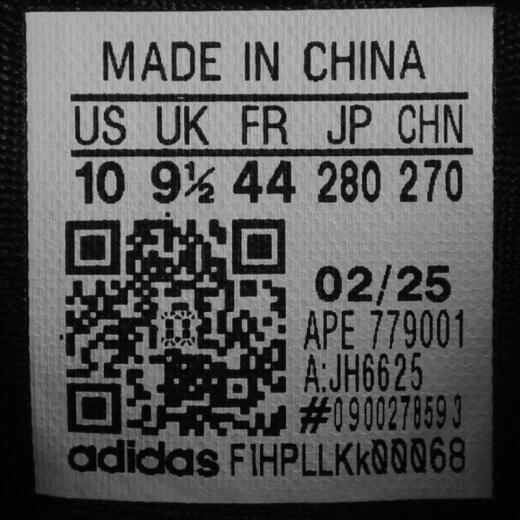 MADE IN CHINA
US UK FR JP CHN
10 9½ 44 280 270
02/25
APE 779001
A:JH6625
#0900278593
adidas F1HPLLKk00068